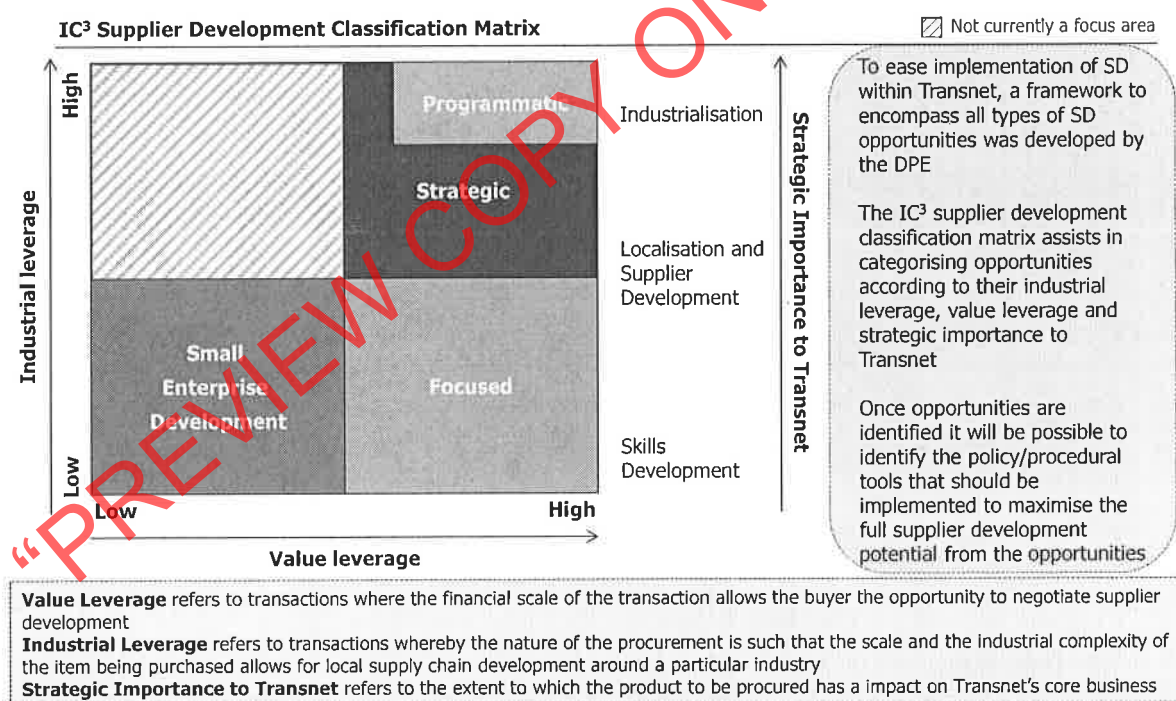 IC³ Supplier Development Classification Matrix
Not currently a focus area
High
Industrial leverage
Low
Programmatic
Strategic
Small
Enterprise
Development
Focused
Low
High
Value leverage
Industrialisation
Localisation and
Supplier
Development
Skills
Development
Strategic Importance to Transnet
To ease implementation of SD
within Transnet, a framework to
encompass all types of SD
opportunities was developed by
the DPE
The IC³ supplier development
classification matrix assists in
categorising opportunities
according to their industrial
leverage, value leverage and
strategic importance to
Transnet
Once opportunities are
identified it will be possible to
identify the policy/procedural
tools that should be
implemented to maximise the
full supplier development
potential from the opportunities
Value Leverage refers to transactions where the financial scale of the transaction allows the buyer the opportunity to negotiate supplier
development
Industrial Leverage refers to transactions whereby the nature of the procurement is such that the scale and the industrial complexity of
the item being purchased allows for local supply chain development around a particular industry
Strategic Importance to Transnet refers to the extent to which the product to be procured has a impact on Transnet's core business
“PREVIEW COPY ON